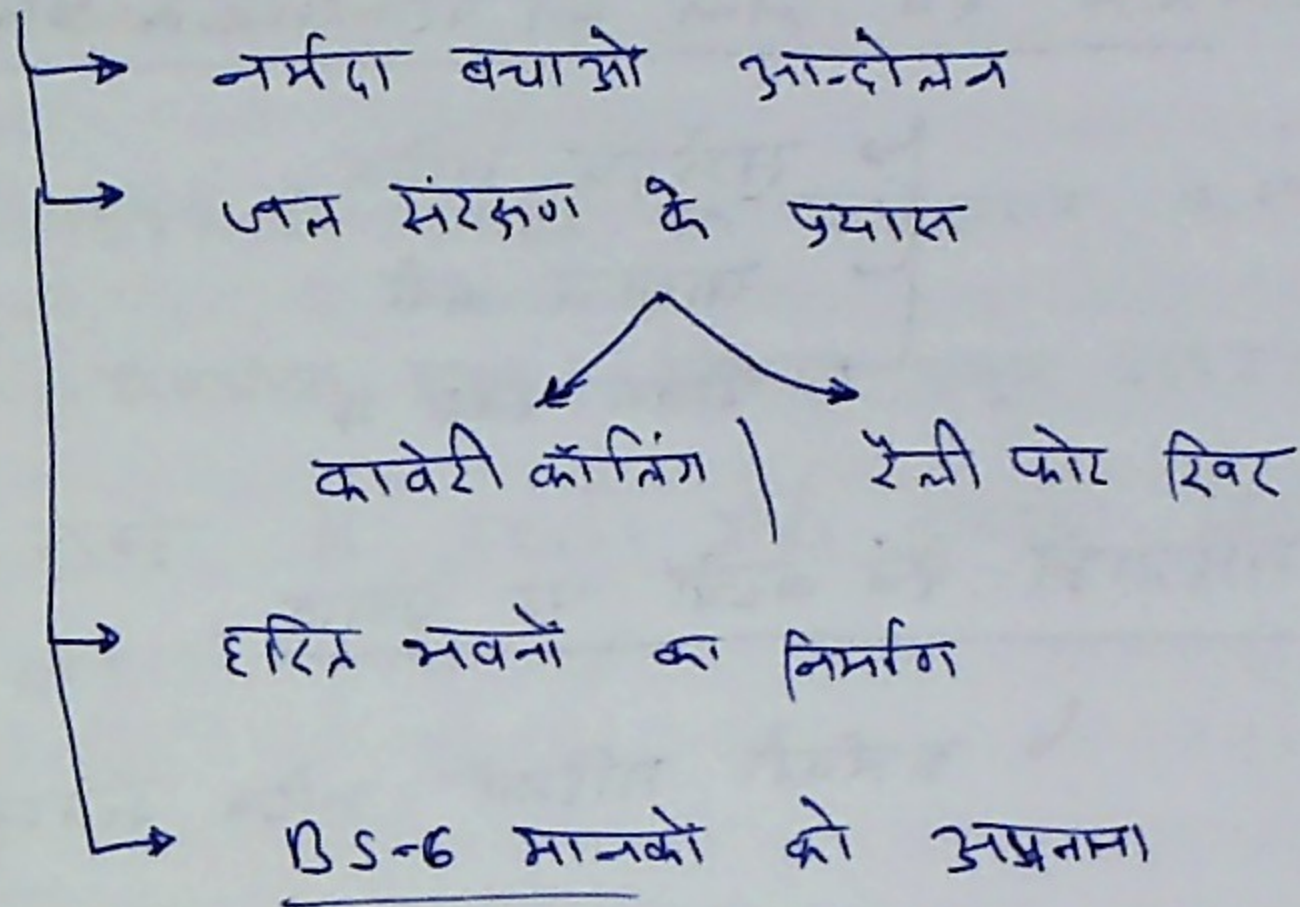 नर्मदा बचाओ आन्दोलन
जल संरक्षण के प्रयास
कावेरी कॉलिंग | रैली फोर रिवर
हरित भवनों का निर्माण
BS-6 मानकों को अपनाना